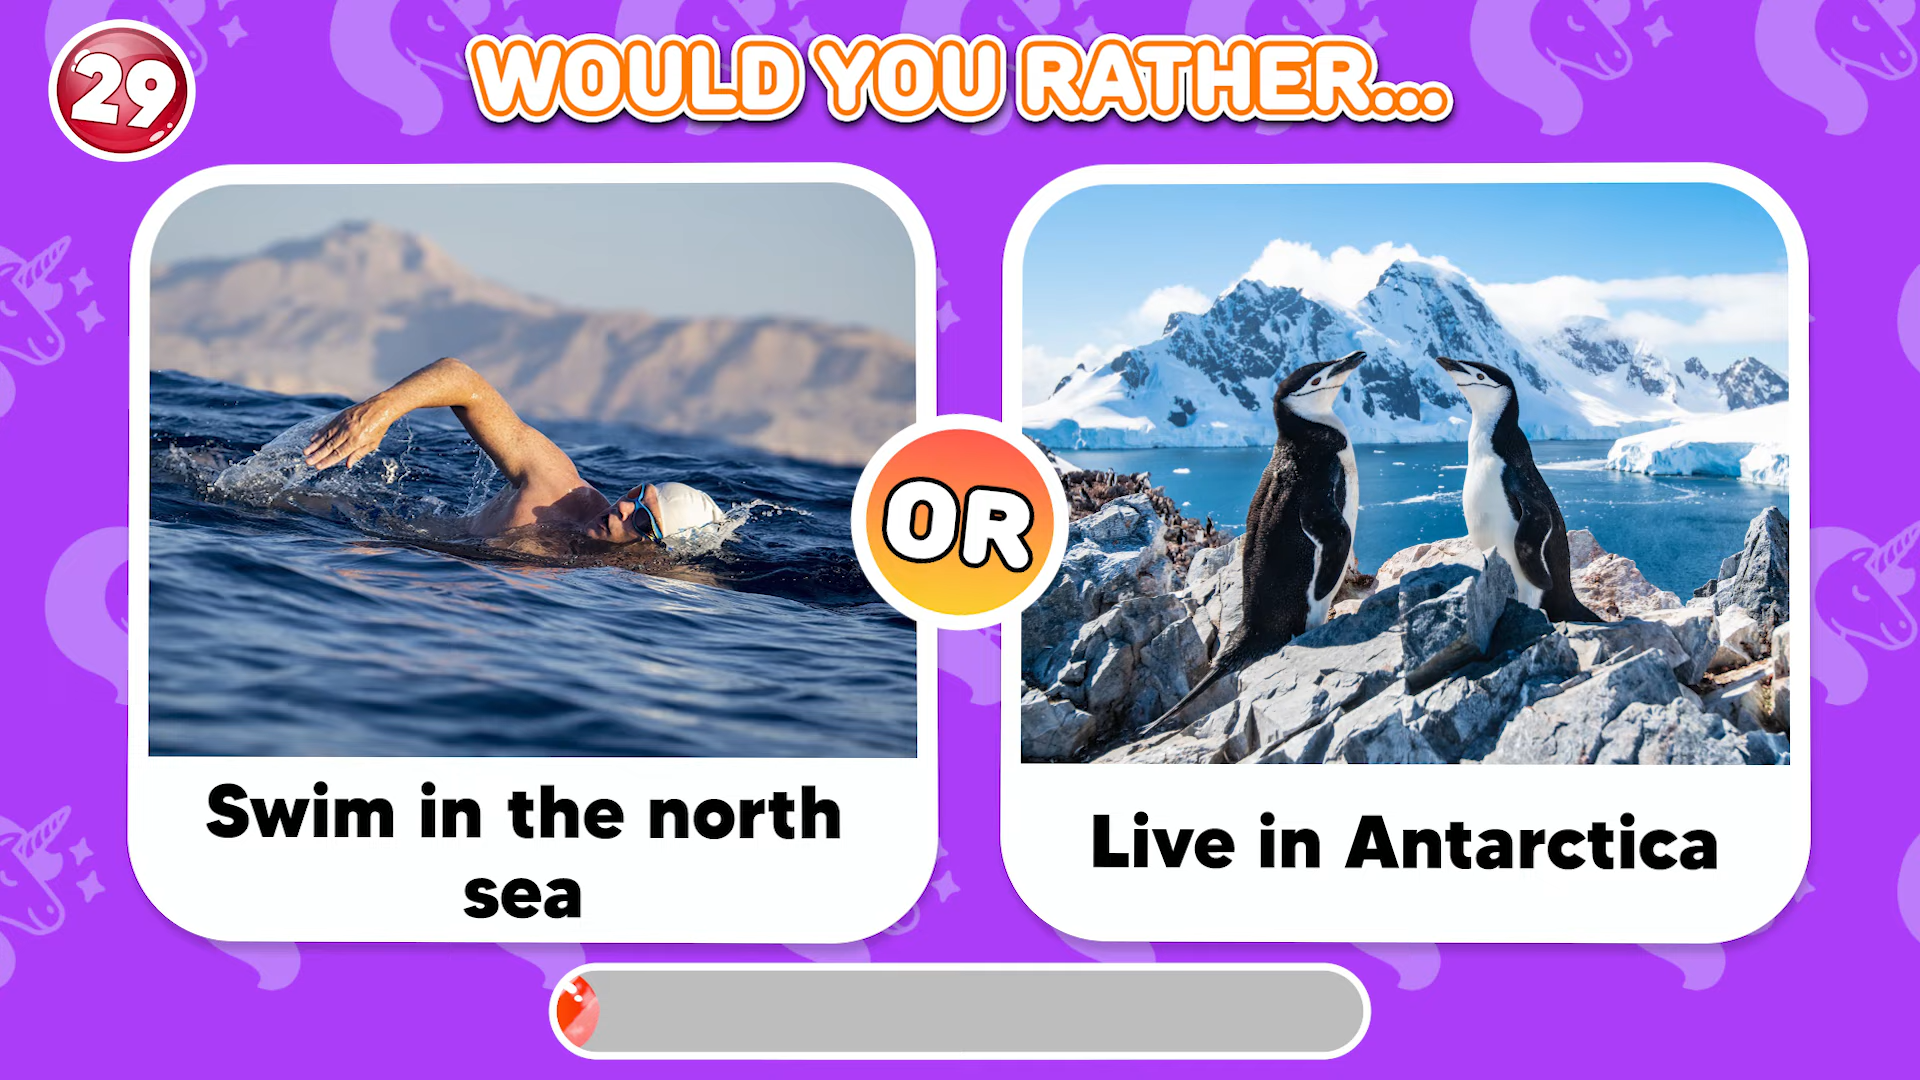 29
WOULD YOU RATHER...
OR
Swim in the north
sea
Live in Antarctica